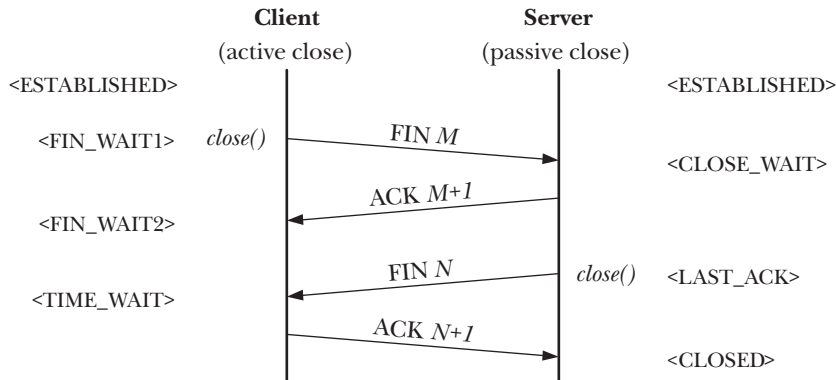 Client Server
(active close) (passive close)
<ESTABLISHED> <ESTABLISHED>
<FIN_WAIT1> close() FIN M
<CLOSE_WAIT>
ACK M+1
<FIN_WAIT2>
FIN N close() <LAST_ACK>
<TIME_WAIT>
ACK N+1
<CLOSED>